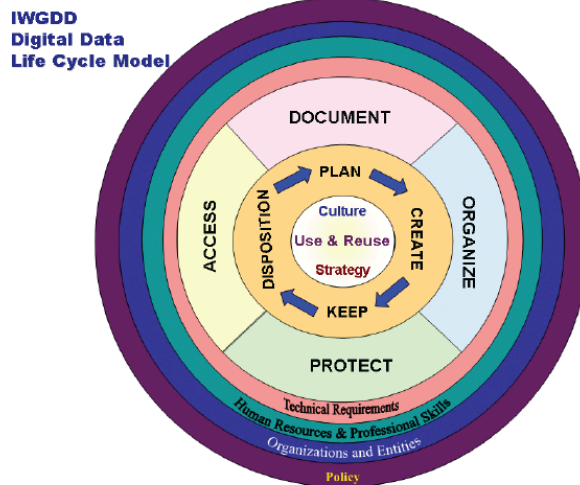 IWGDD
Digital Data
Life Cycle Model
DOCUMENT
PLAN
ACCESS
DISPOSITION
Culture
Use & Reuse
Strategy
CREATE
ORGANIZE
KEEP
PROTECT
Technical Requirements
Human Resources & Professional Skills
Organizations and Entities
Policy